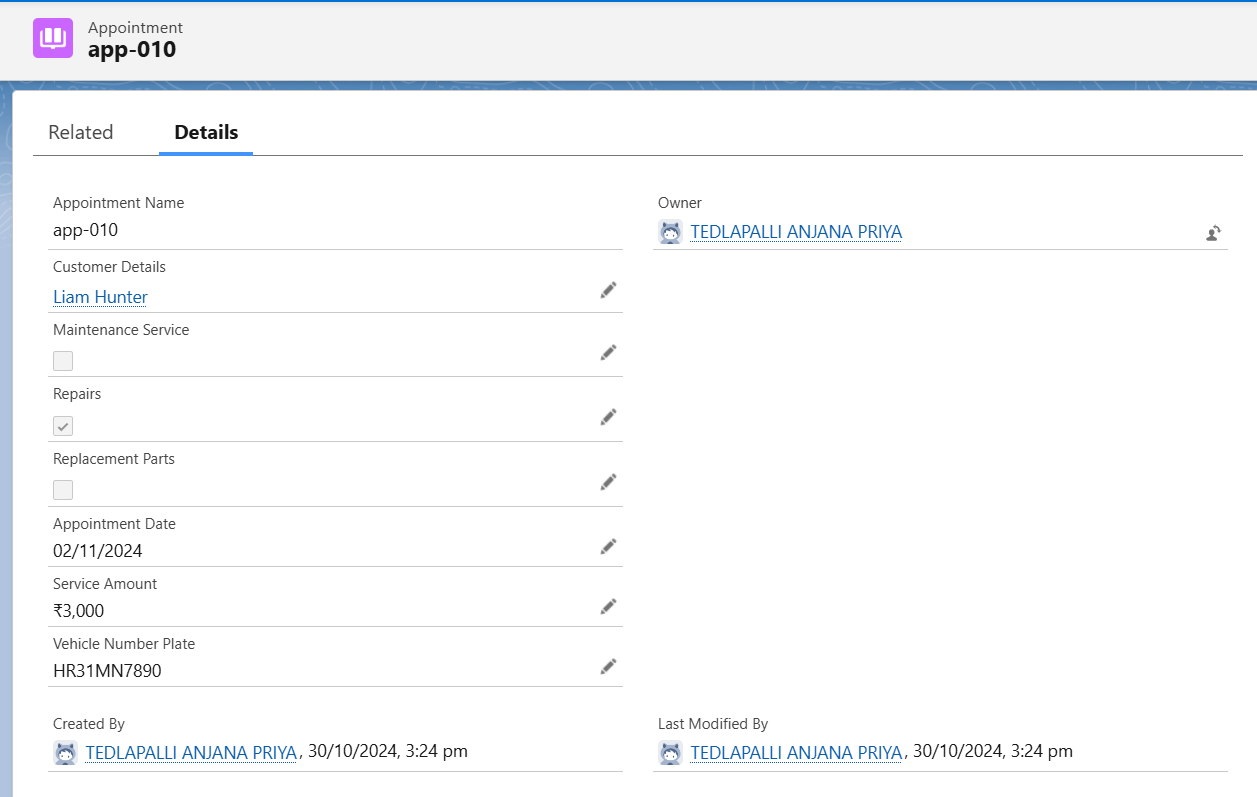 Appointment
app-010
Related
Details
Appointment Name
app-010
Owner
TEDLAPALLI ANJANA PRIYA
Customer Details
Liam Hunter
Maintenance Service
Repairs
Replacement Parts
Appointment Date
02/11/2024
Service Amount
₹3,000
Vehicle Number Plate
HR31MN7890
Created By
TEDLAPALLI ANJANA PRIYA, 30/10/2024, 3:24 pm
Last Modified By
TEDLAPALLI ANJANA PRIYA, 30/10/2024, 3:24 pm